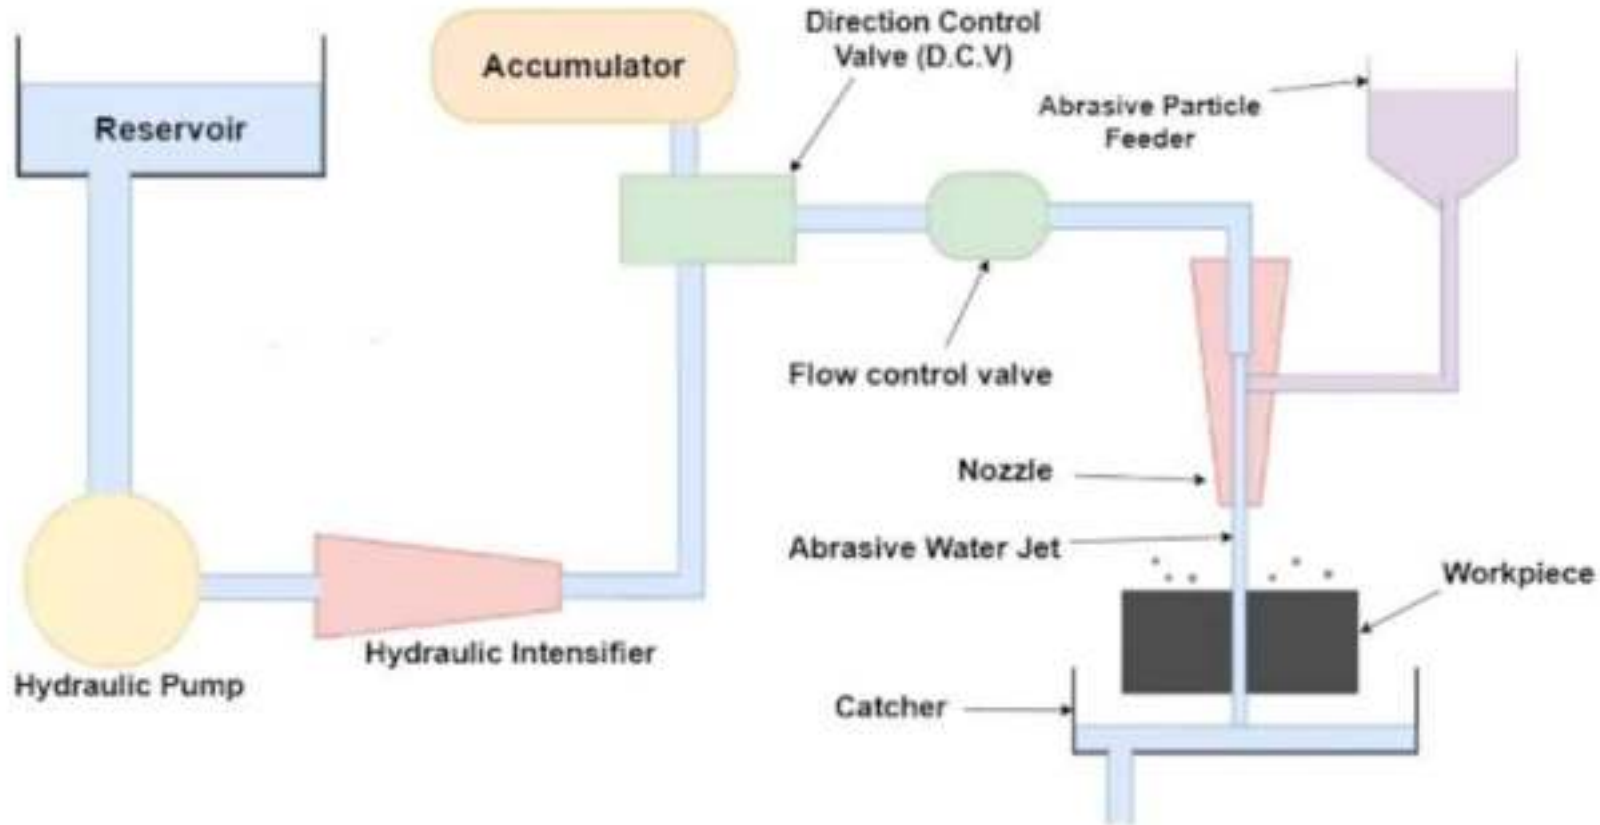 Direction Control
Valve (D.C.V)
Accumulator
Reservoir
Abrasive Particle
Feeder
Flow control valve
Nozzle
Abrasive Water Jet
Workpiece
Hydraulic Intensifier
Hydraulic Pump
Catcher